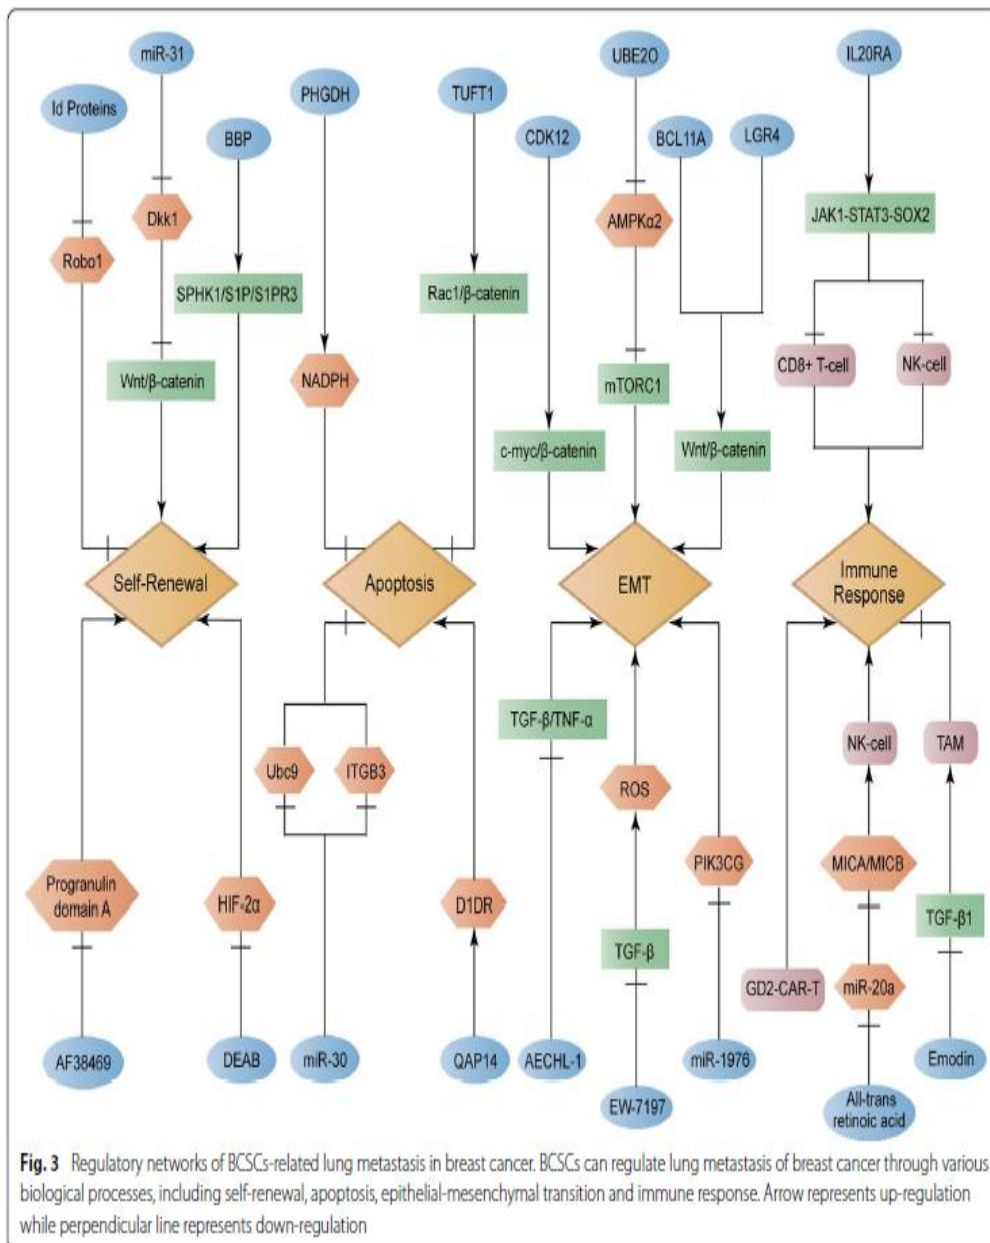 miR-31
UBE2O
IL20RA
Id Proteins
PHGDH
TUFT1
BBP
CDK12
BCL11A
LGR4
Dkk1
AMPKα2
JAK1-STAT3-SOX2
Robo1
SPHK1/S1P/S1PR3
Rac1/β-catenin
CD8+ T-cell
NK-cell
Wnt/β-catenin
NADPH
mTORC1
c-myc/β-catenin
Wnt/β-catenin
Self-Renewal
Apoptosis
EMT
Immune
Response
TGF-β/TNF-α
NK-cell
TAM
Ubc9
ITGB3
ROS
PIK3CG
MICA/MICB
Progranulin
domain A
HIF-2α
D1DR
TGF-β1
TGF-β
GD2-CAR-T
miR-20a
AF38469
DEAB
miR-30
QAP14
AECHL-1
miR-1976
Emodin
EW-7197
All-trans
retinoic acid
Fig. 3 Regulatory networks of BCSCs-related lung metastasis in breast cancer. BCSCs can regulate lung metastasis of breast cancer through various
biological processes, including self-renewal, apoptosis, epithelial-mesenchymal transition and immune response. Arrow represents up-regulation
while perpendicular line represents down-regulation